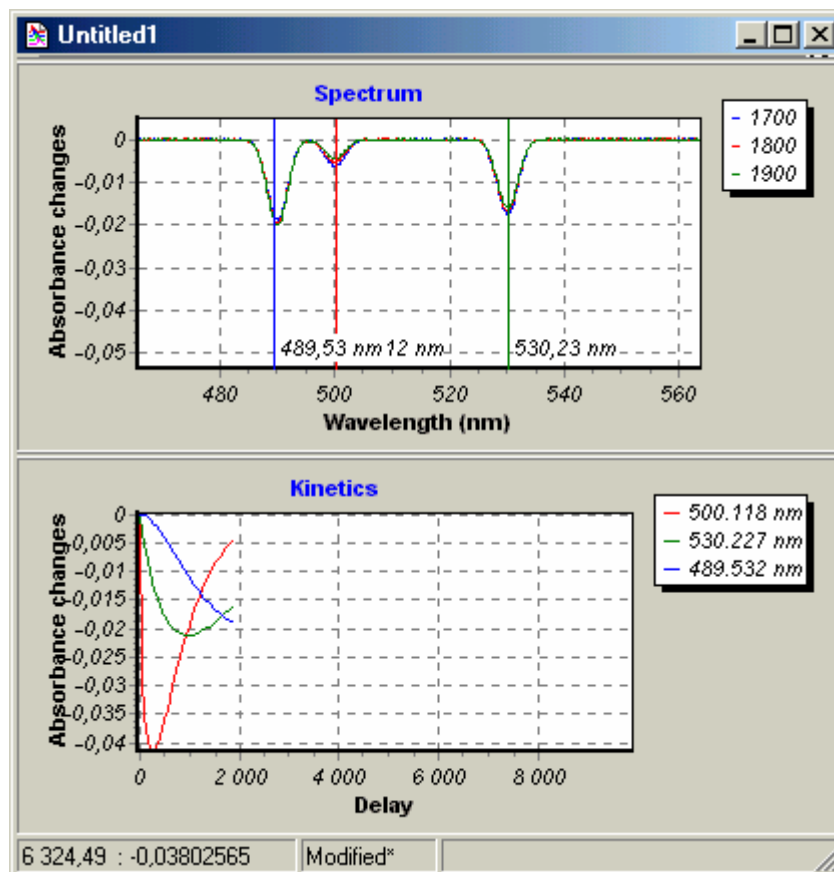 Untitled1
Spectrum
Absorbance changes
0
-0,01
-0,02
-0,03
-0,04
-0,05
489,53 nm 12 nm
530,23 nm
480
500
520
540
560
Wavelength (nm)
1700
1800
1900
Kinetics
Absorbance changes
0
-0,005
-0,01
-0,015
-0,02
-0,025
-0,03
-0,035
-0,04
0
2 000
4 000
6 000
8 000
Delay
500.118 nm
530.227 nm
489.532 nm
6 324,49 : -0,03802565
Modified*